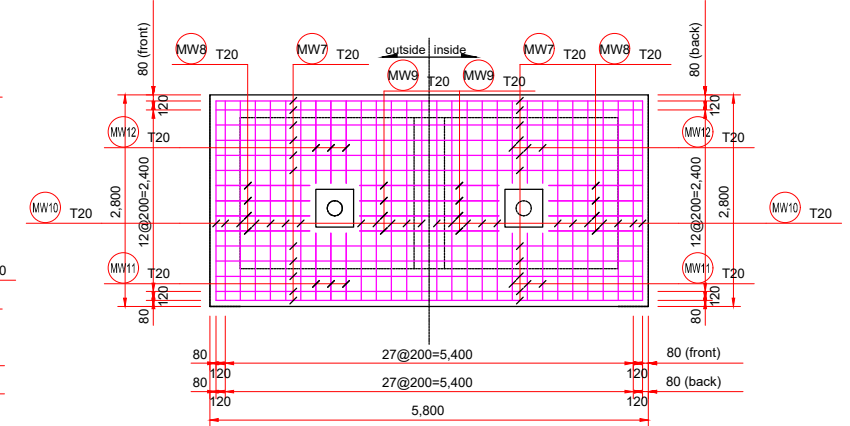 80 (front)
80 (back)
MW8 T20
MW7 T20
outside inside
MW7 T20
MW8 T20
MW9 T20
MW9 T20
120
120
MW12 T20
MW12 T20
2,800
12@200=2,400
12@200=2,400
2,800
MW10 T20
MW10 T20
MW11 T20
MW11 T20
0
120
120
80
80
80 27@200=5,400 80 (front)
120 120
80 27@200=5,400 80 (back)
120 120
5,800